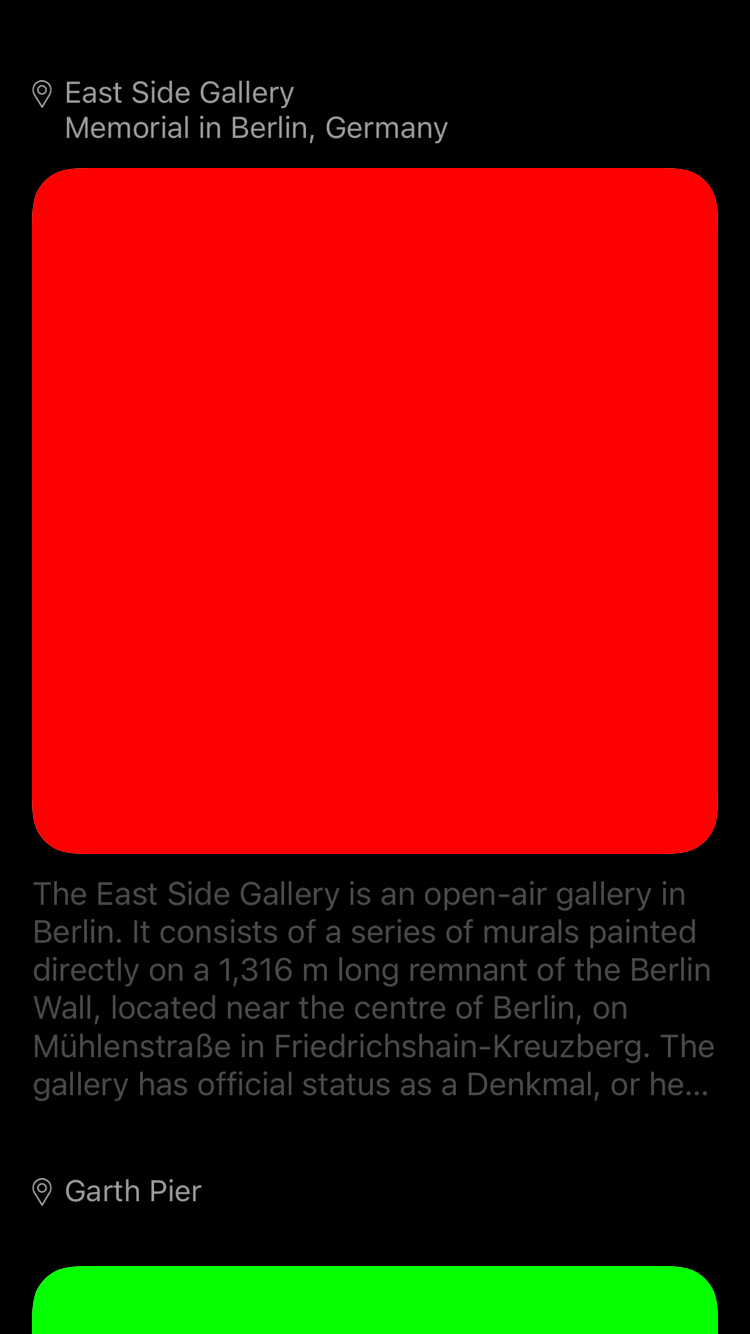 East Side Gallery
Memorial in Berlin, Germany
The East Side Gallery is an open-air gallery in
Berlin. It consists of a series of murals painted
directly on a 1,316 m long remnant of the Berlin
Wall, located near the centre of Berlin, on
Mühlenstraße in Friedrichshain-Kreuzberg. The
gallery has official status as a Denkmal, or he...
Garth Pier